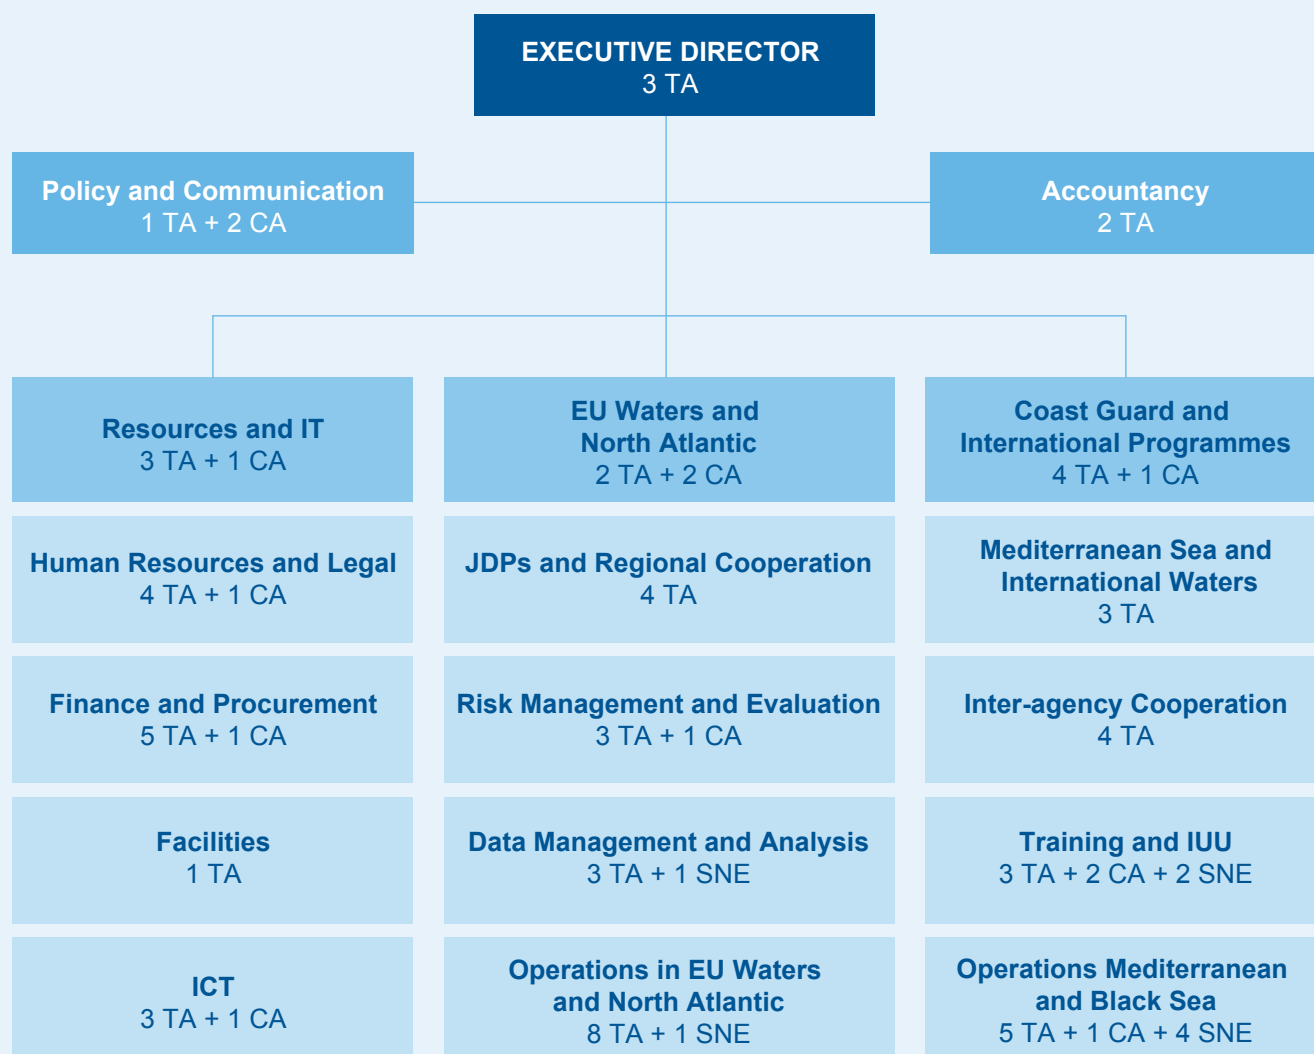 EXECUTIVE DIRECTOR
3 TA
Policy and Communication
1 TA + 2 CA
Accountancy
2 TA
Resources and IT
3 TA + 1 CA
EU Waters and
North Atlantic
2 TA + 2 CA
Coast Guard and
International Programmes
4 TA + 1 CA
Human Resources and Legal
4 TA + 1 CA
JDPs and Regional Cooperation
4 TA
Mediterranean Sea and
International Waters
3 TA
Finance and Procurement
5 TA + 1 CA
Risk Management and Evaluation
3 TA + 1 CA
Inter-agency Cooperation
4 TA
Facilities
1 TA
Data Management and Analysis
3 TA + 1 SNE
Training and IUU
3 TA + 2 CA + 2 SNE
ICT
3 TA + 1 CA
Operations in EU Waters
and North Atlantic
8 TA + 1 SNE
Operations Mediterranean
and Black Sea
5 TA + 1 CA + 4 SNE